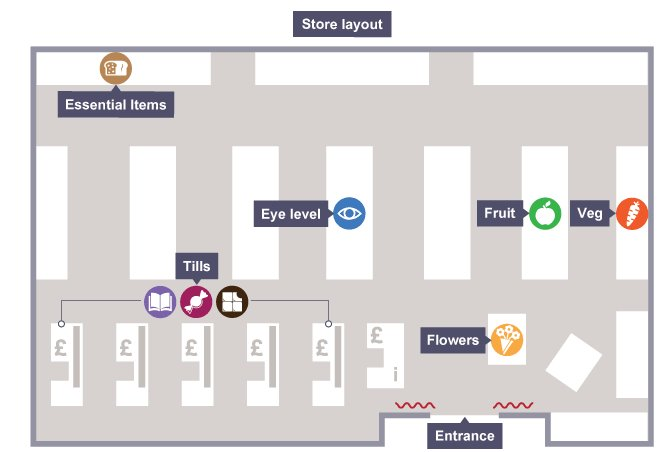 Store layout
Essential Items
Eye level
Fruit
Veg
Tills
£
£
£
£
£
£
i
Flowers
Entrance